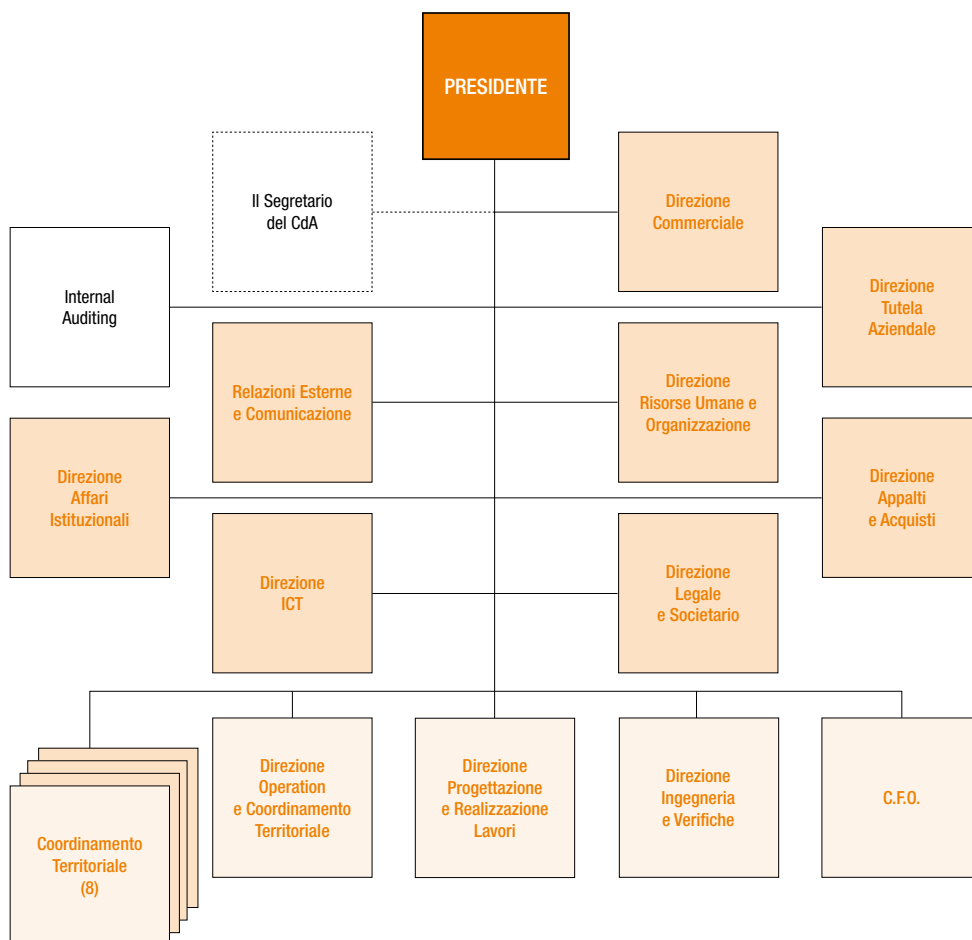 PRESIDENTE
Il Segretario
del CdA
Direzione
Commerciale
Internal
Auditing
Direzione
Tutela
Aziendale
Relazioni Esterne
e Comunicazione
Direzione
Risorse Umane e
Organizzazione
Direzione
Affari
Istituzionali
Direzione
Appalti
e Acquisti
Direzione
ICT
Direzione
Legale
e Societario
Coordinamento
Territoriale
(8)
Direzione
Operation
e Coordinamento
Territoriale
Direzione
Progettazione
e Realizzazione
Lavori
Direzione
Ingegneria
e Verifiche
C.F.O.